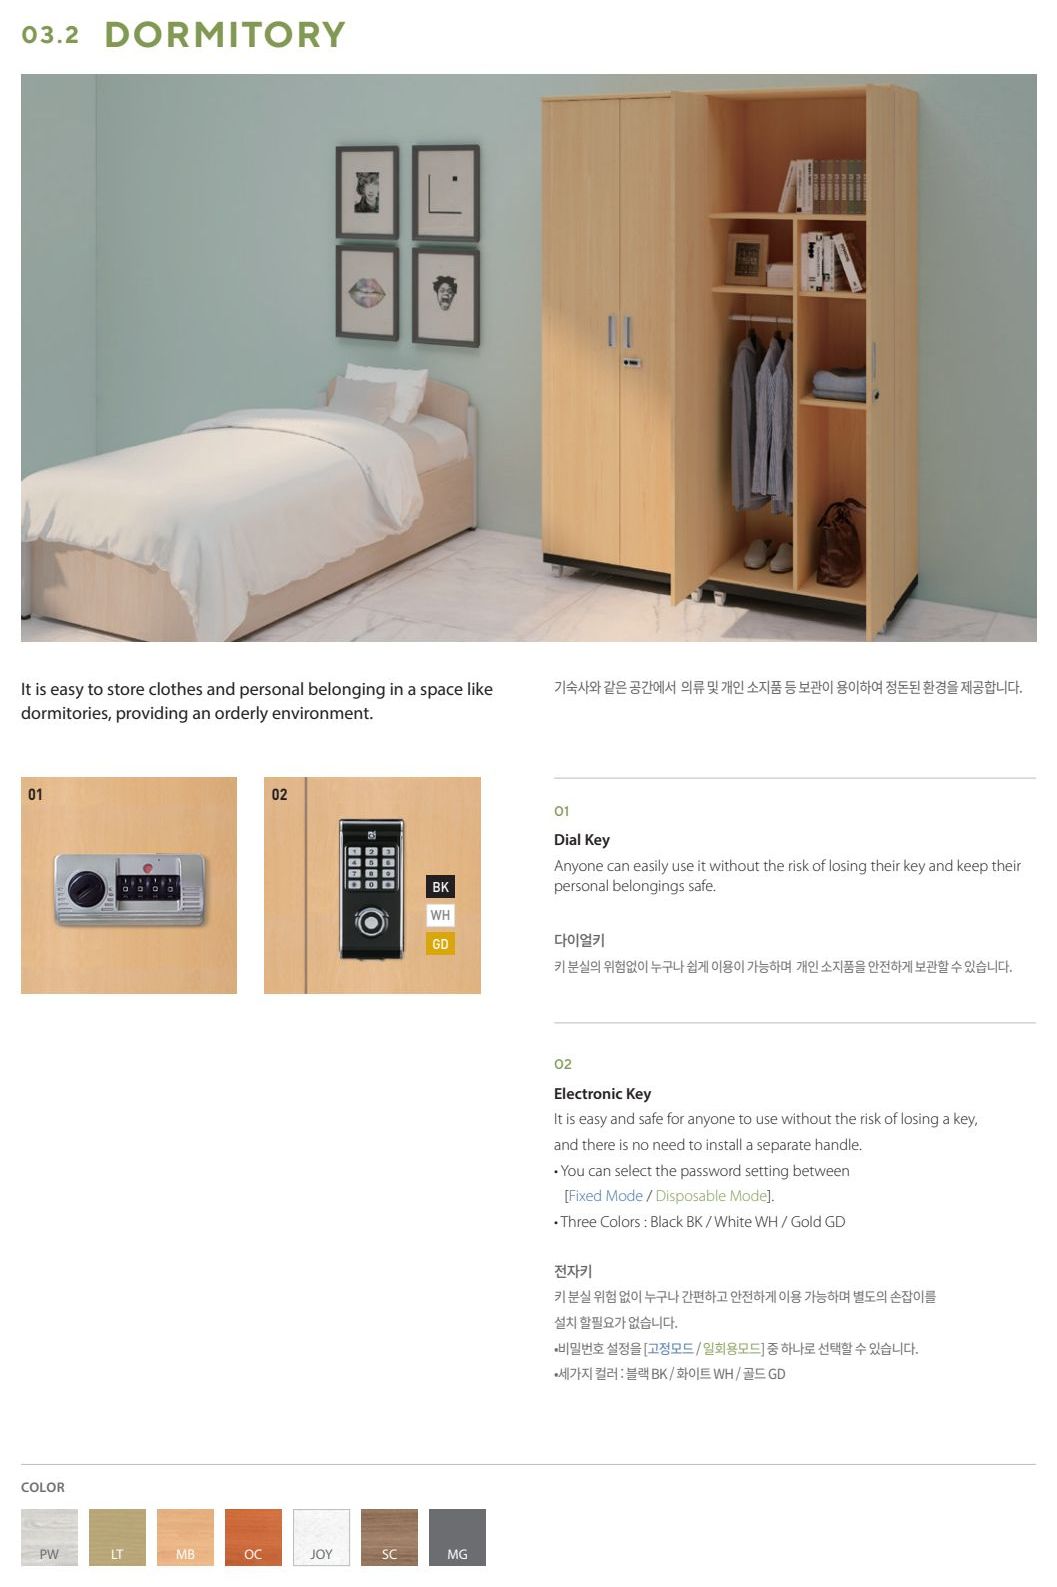 03.2 DORMITORY
It is easy to store clothes and personal belonging in a space like
dormitories, providing an orderly environment.
기숙사와 같은 공간에서 의류 및 개인 소지품 등 보관이 용이하여 정돈된 환경을 제공합니다.
01
02
1 2 3
4 5 6
7 8 9
0
BK
WH
GD
01
Dial Key
Anyone can easily use it without the risk of losing their key and keep their
personal belongings safe.
다이얼키
키 분실의 위험없이 누구나 쉽게 이용이 가능하며 개인 소지품을 안전하게 보관할 수 있습니다.
02
Electronic Key
It is easy and safe for anyone to use without the risk of losing a key,
and there is no need to install a separate handle.
• You can select the password setting between
[Fixed Mode / Disposable Mode].
• Three Colors : Black BK / White WH / Gold GD
전자키
키 분실 위험 없이 누구나 간편하고 안전하게 이용 가능하며 별도의 손잡이를
설치 할필요가 없습니다.
•비밀번호 설정을 [고정모드 / 일회용모드] 중 하나로 선택할 수 있습니다.
•세가지 컬러 : 블랙 BK / 화이트 WH / 골드 GD
COLOR
PW LT MB OC JOY SC MG